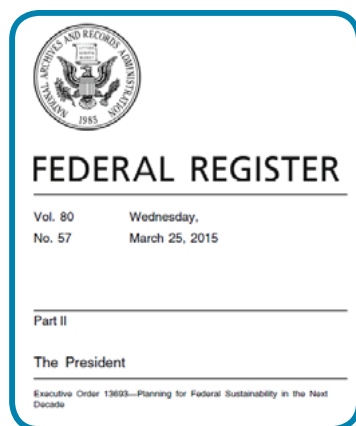 NATIONAL ARCHIVES AND RECORDS ADMINISTRATION
1985
FEDERAL REGISTER
Vol. 80 Wednesday,
No. 57 March 25, 2015
Part II
The President
Executive Order 13693—Planning for Federal Sustainability in the Next
Decade